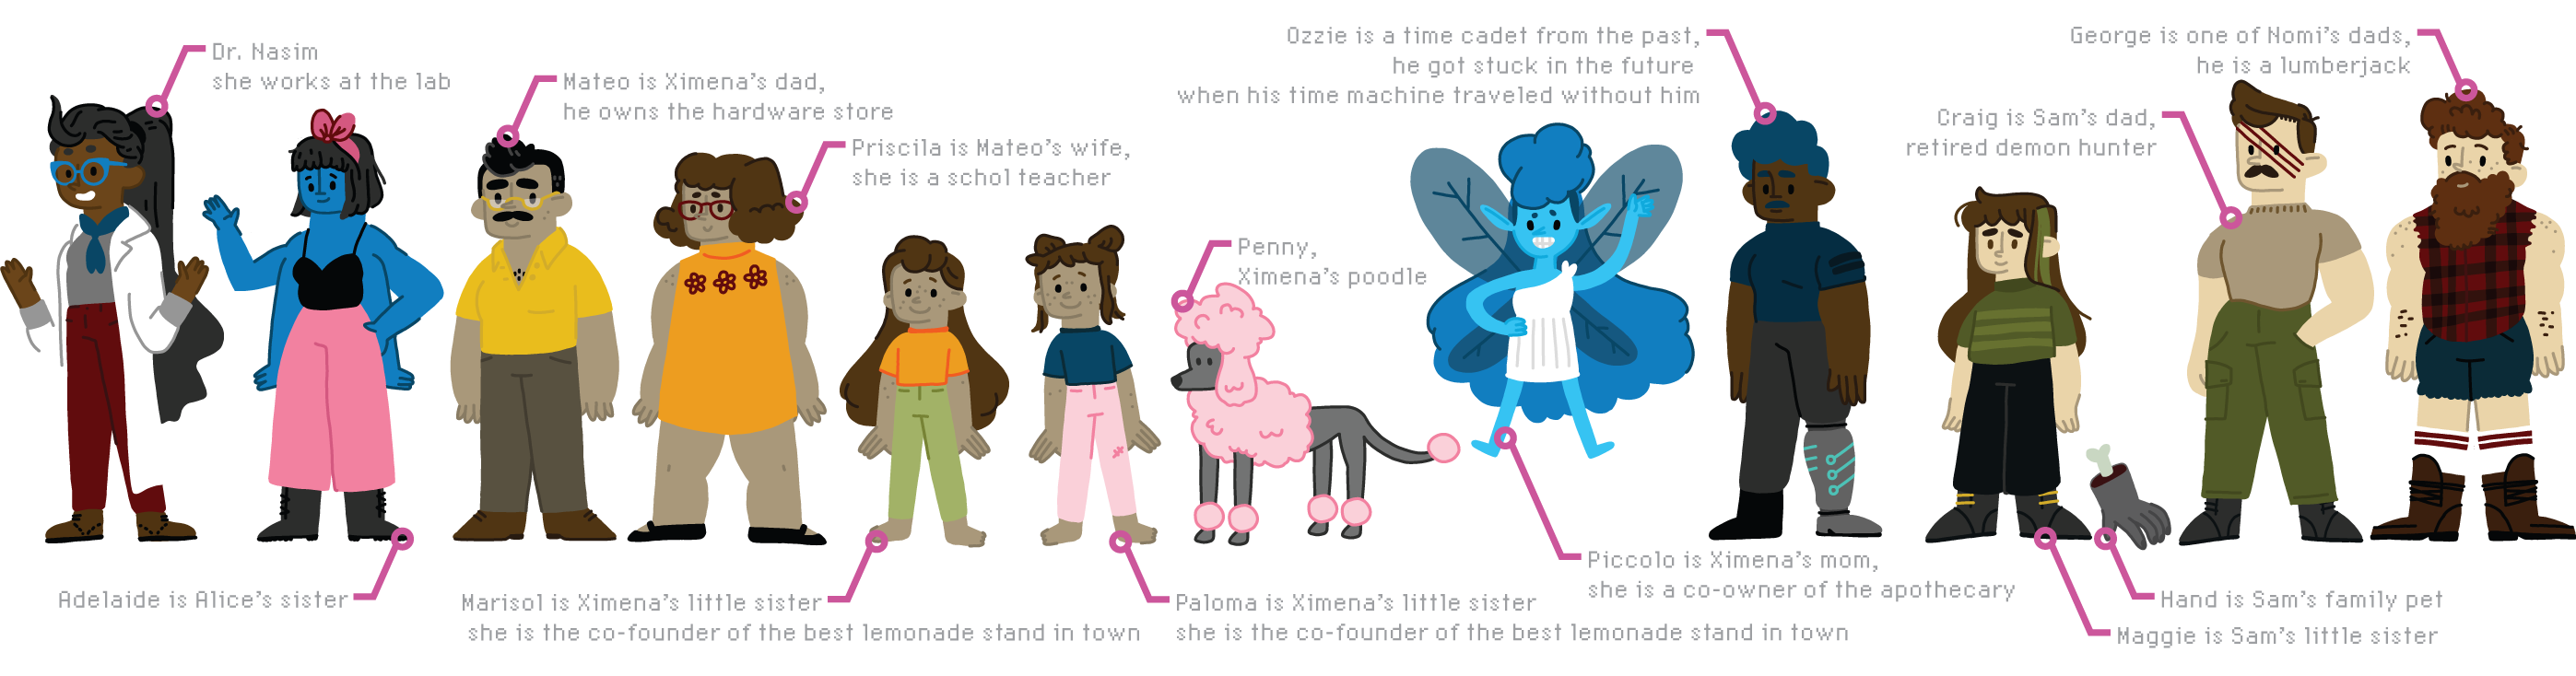 Dr. Nasim
she works at the lab
Mateo is Ximena's dad,
he owns the hardware store
Priscila is Mateo's wife,
she is a schol teacher
Penny,
Ximena's poodle
Ozzie is a time cadet from the past,
he got stuck in the future
when his time machine traveled without him
Craig is Sam's dad,
retired demon hunter
George is one of Nomi's dads,
he is a lumberjack
Adelaide is Alice's sister
Marisol is Ximena's little sister
she is the co-founder of the best lemonade stand in town
Paloma is Ximena's little sister
she is the co-founder of the best lemonade stand in town
Piccolo is Ximena's mom,
she is a co-owner of the apothecary
Hand is Sam's family pet
Maggie is Sam's little sister